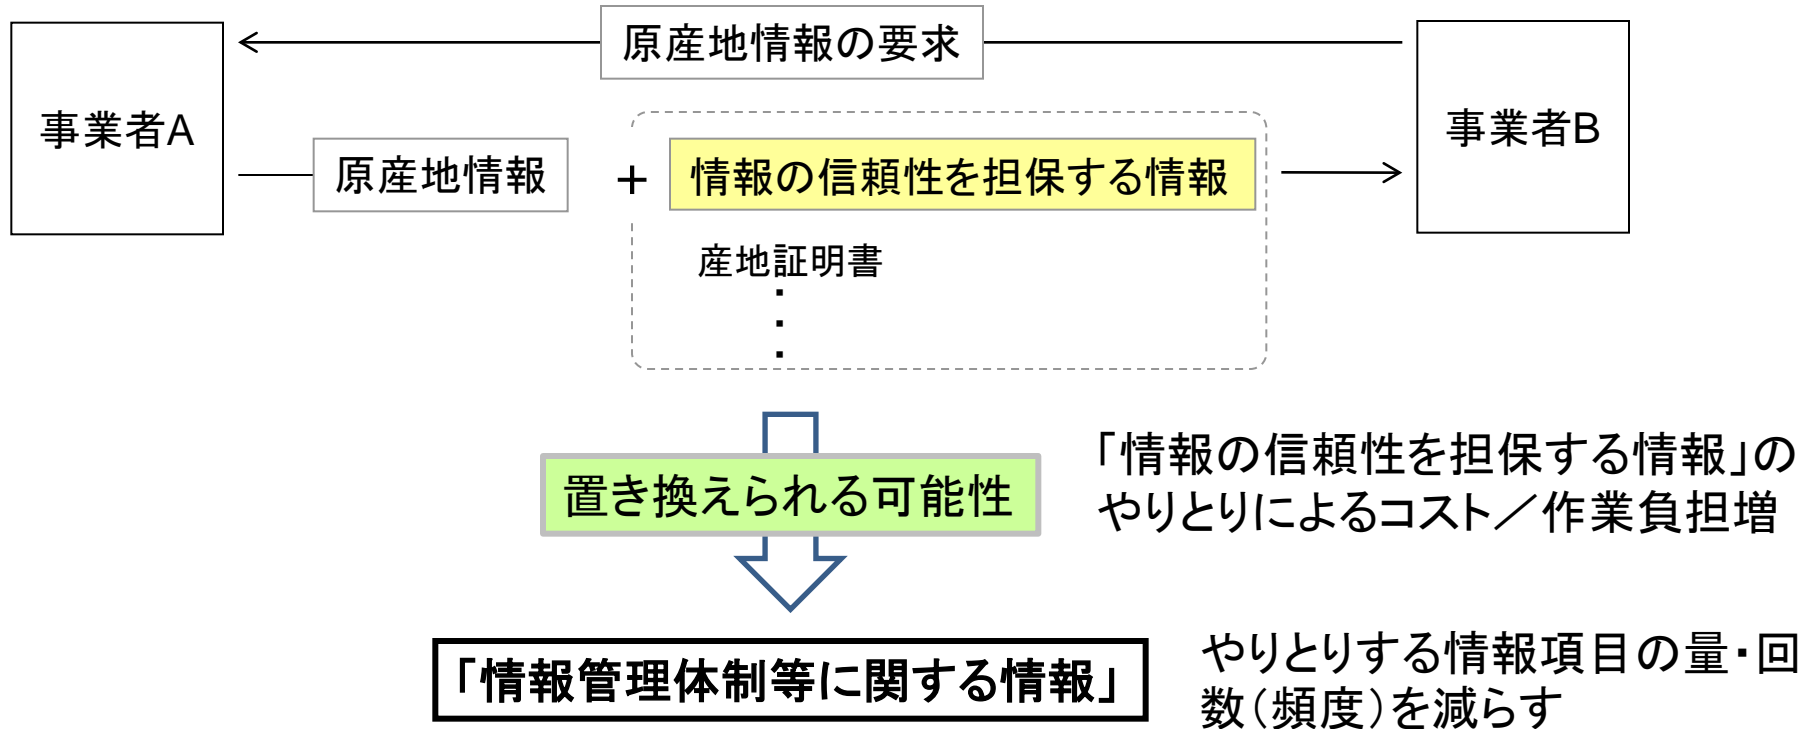 原産地情報の要求
事業者A
事業者B
原産地情報
+
情報の信頼性を担保する情報
産地証明書
・
・
・
置き換えられる可能性
「情報の信頼性を担保する情報」の
やりとりによるコスト／作業負担増
「情報管理体制等に関する情報」
やりとりする情報項目の量・回
数（頻度）を減らす